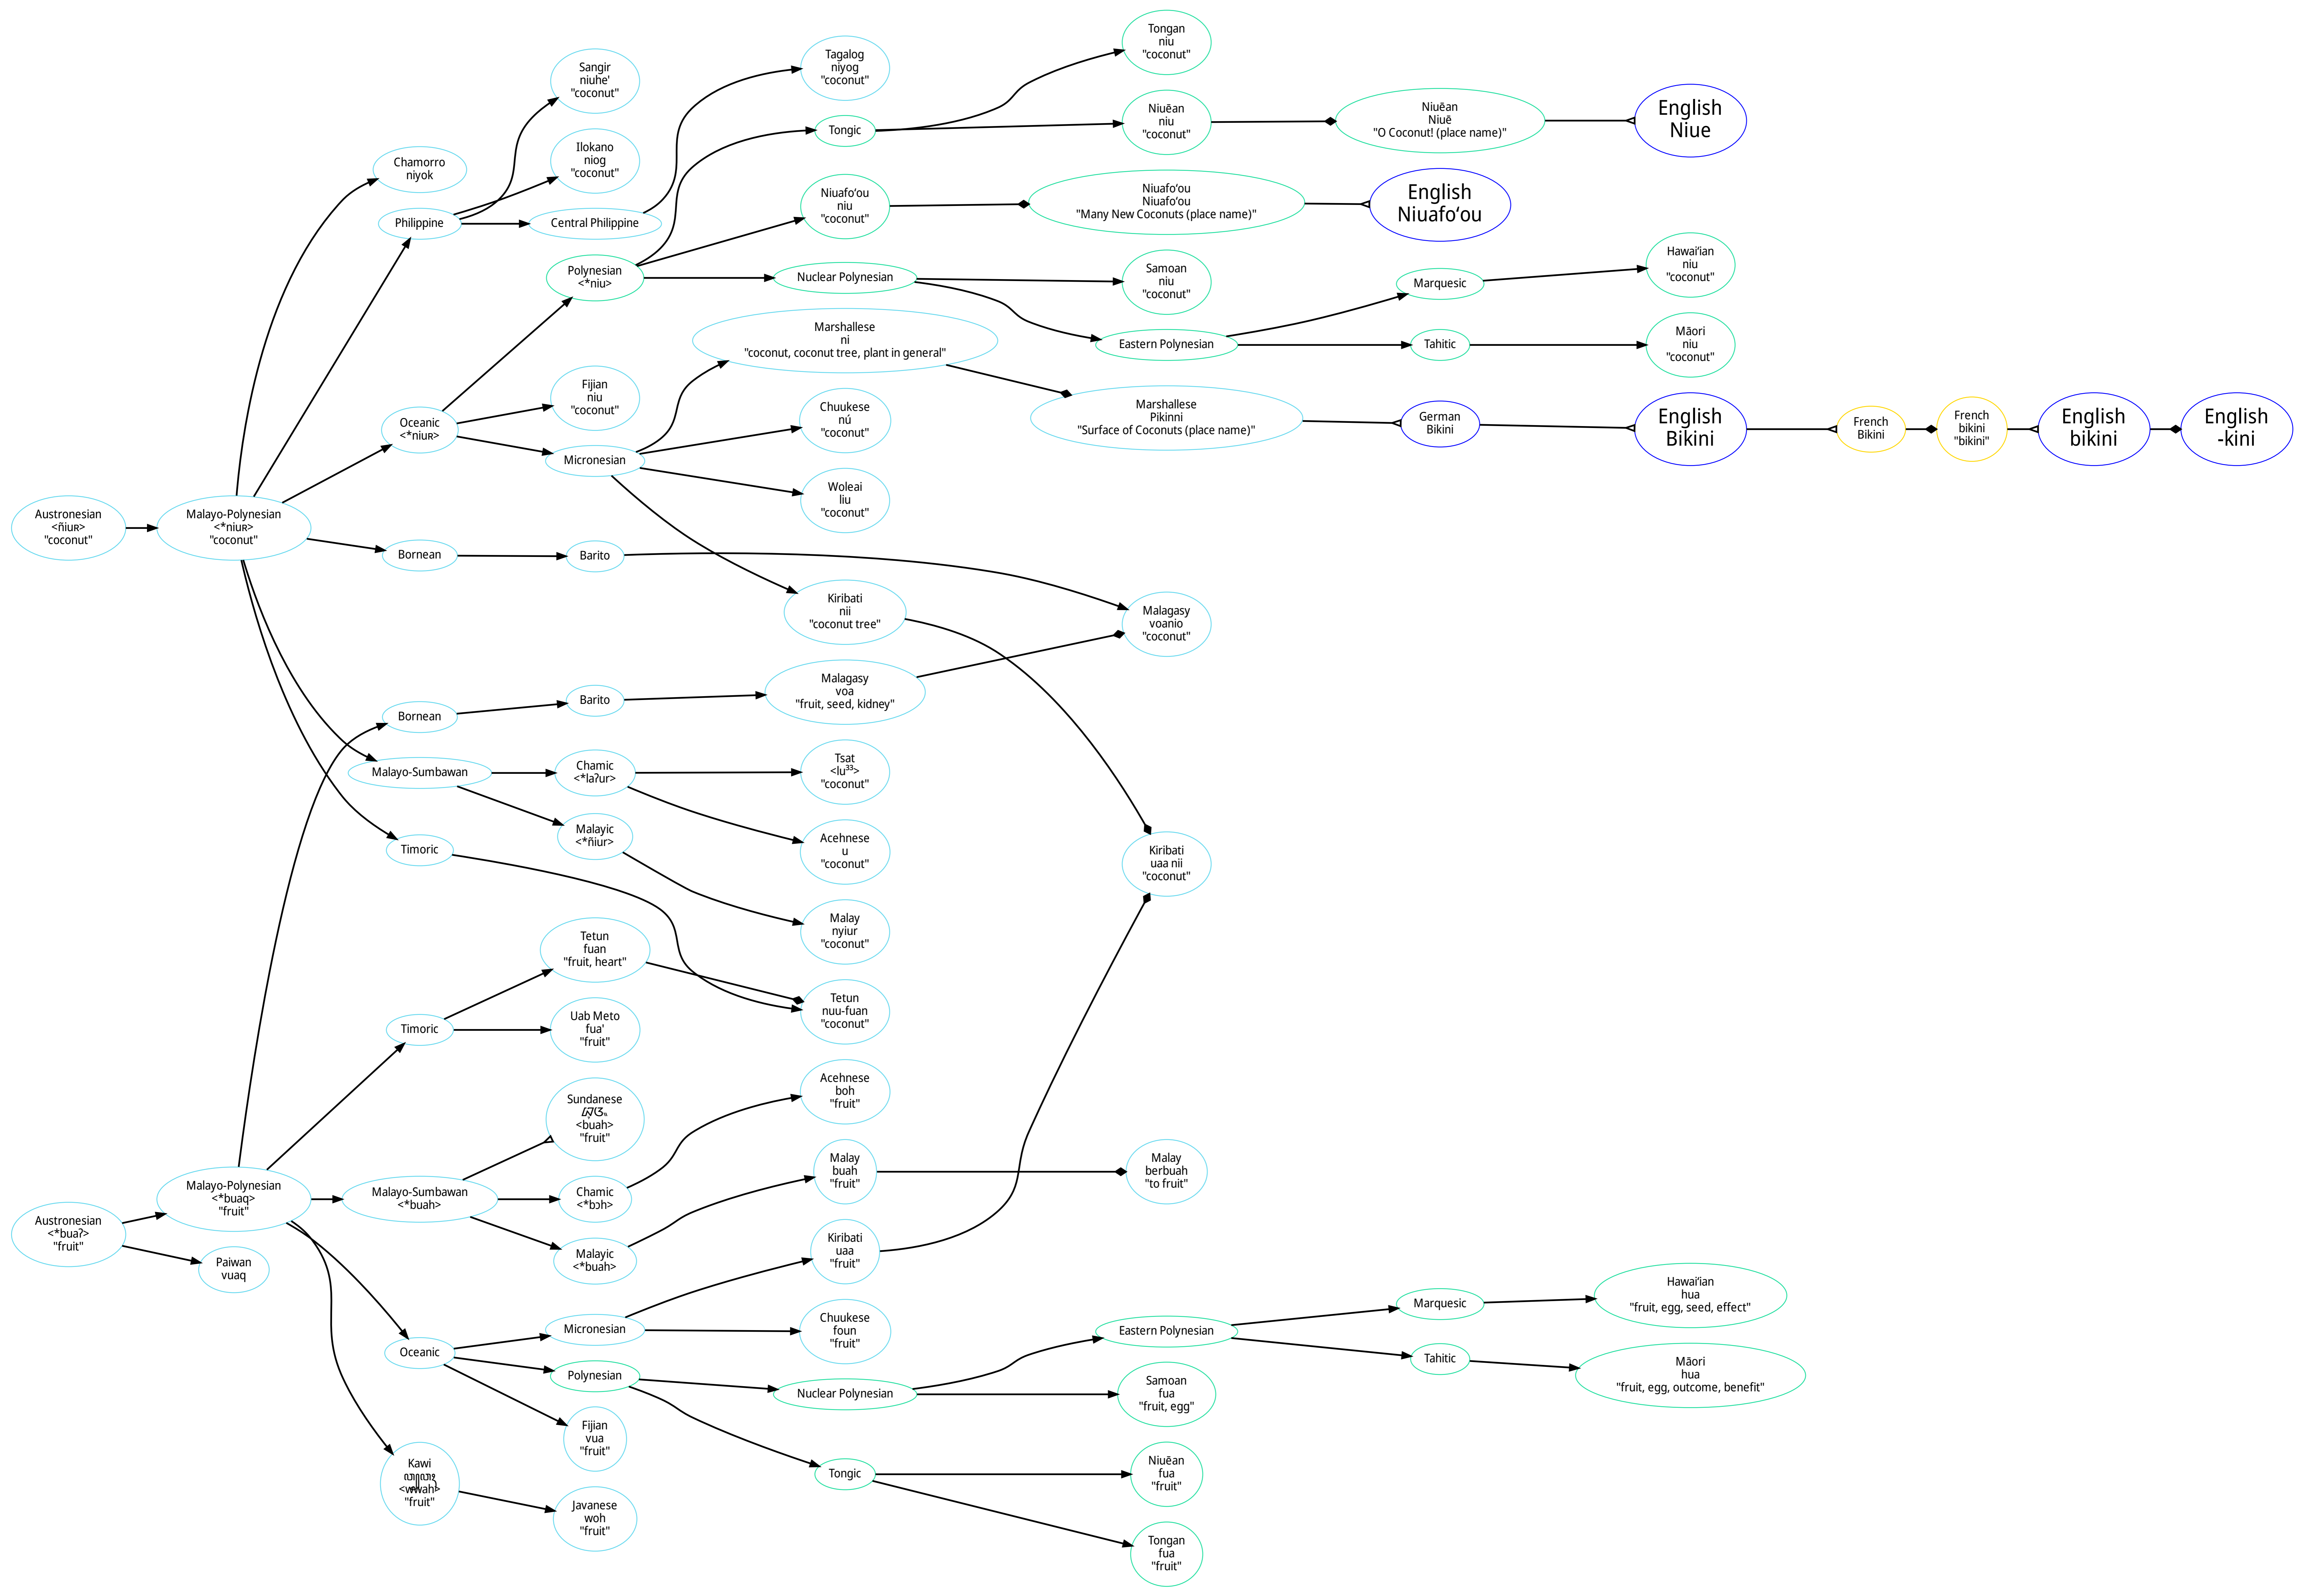 Tongan
niu
"coconut"
Sangir
niuhe'
"coconut"
Tagalog
niyog
"coconut"
Niuēan
niu
"coconut"
Niuēan
Niuē
"O Coconut! (place name)"
English
Niue
Tongic
Ilokano
niog
"coconut"
Chamorro
niyok
Philippine
Central Philippine
Niuafoʻou
niu
"coconut"
Niuafoʻou
Niuafoʻou
"Many New Coconuts (place name)"
English
Niuafoʻou
Polynesian
<*niu>
Nuclear Polynesian
Samoan
niu
"coconut"
Marquesic
Hawaiʻian
niu
"coconut"
Eastern Polynesian
Tahitic
Māori
niu
"coconut"
Marshallese
ni
"coconut, coconut tree, plant in general"
Fijian
niu
"coconut"
Oceanic
<*niuʀ>
Chuukese
nú
"coconut"
Marshallese
Pikinni
"Surface of Coconuts (place name)"
German
Bikini
English
Bikini
French
Bikini
French
bikini
"bikini"
English
bikini
English
-kini
Micronesian
Woleai
liu
"coconut"
Austronesian
<ñiuʀ>
"coconut"
Malayo-Polynesian
<*niuʀ>
"coconut"
Bornean
Barito
Kiribati
nii
"coconut tree"
Malagasy
voanio
"coconut"
Malagasy
voa
"fruit, seed, kidney"
Bornean
Barito
Malayo-Sumbawan
Chamic
<*laʔur>
Tsat
<lu³³>
"coconut"
Malayic
<*ñiur>
Acehnese
u
"coconut"
Timoric
Kiribati
uaa nii
"coconut"
Malay
nyiur
"coconut"
Tetun
fuan
"fruit, heart"
Tetun
nuu-fuan
"coconut"
Timoric
Uab Meto
fua'
"fruit"
Acehnese
boh
"fruit"
Sundanese
<buah>
"fruit"
Malay
buah
"fruit"
Malay
berbuah
"to fruit"
Malayo-Polynesian
<*buaq>
"fruit"
Malayo-Sumbawan
<*buah>
Chamic
<*bɔh>
Malayic
<*buah>
Austronesian
<*buaʔ>
"fruit"
Paiwan
vuaq
Kiribati
uaa
"fruit"
Micronesian
Chuukese
foun
"fruit"
Oceanic
Polynesian
Nuclear Polynesian
Eastern Polynesian
Marquesic
Hawaiʻian
hua
"fruit, egg, seed, effect"
Tahitic
Māori
hua
"fruit, egg, outcome, benefit"
Samoan
fua
"fruit, egg"
Fijian
vua
"fruit"
Tongic
Niuēan
fua
"fruit"
Kawi
<wwah>
"fruit"
Javanese
woh
"fruit"
Tongan
fua
"fruit"